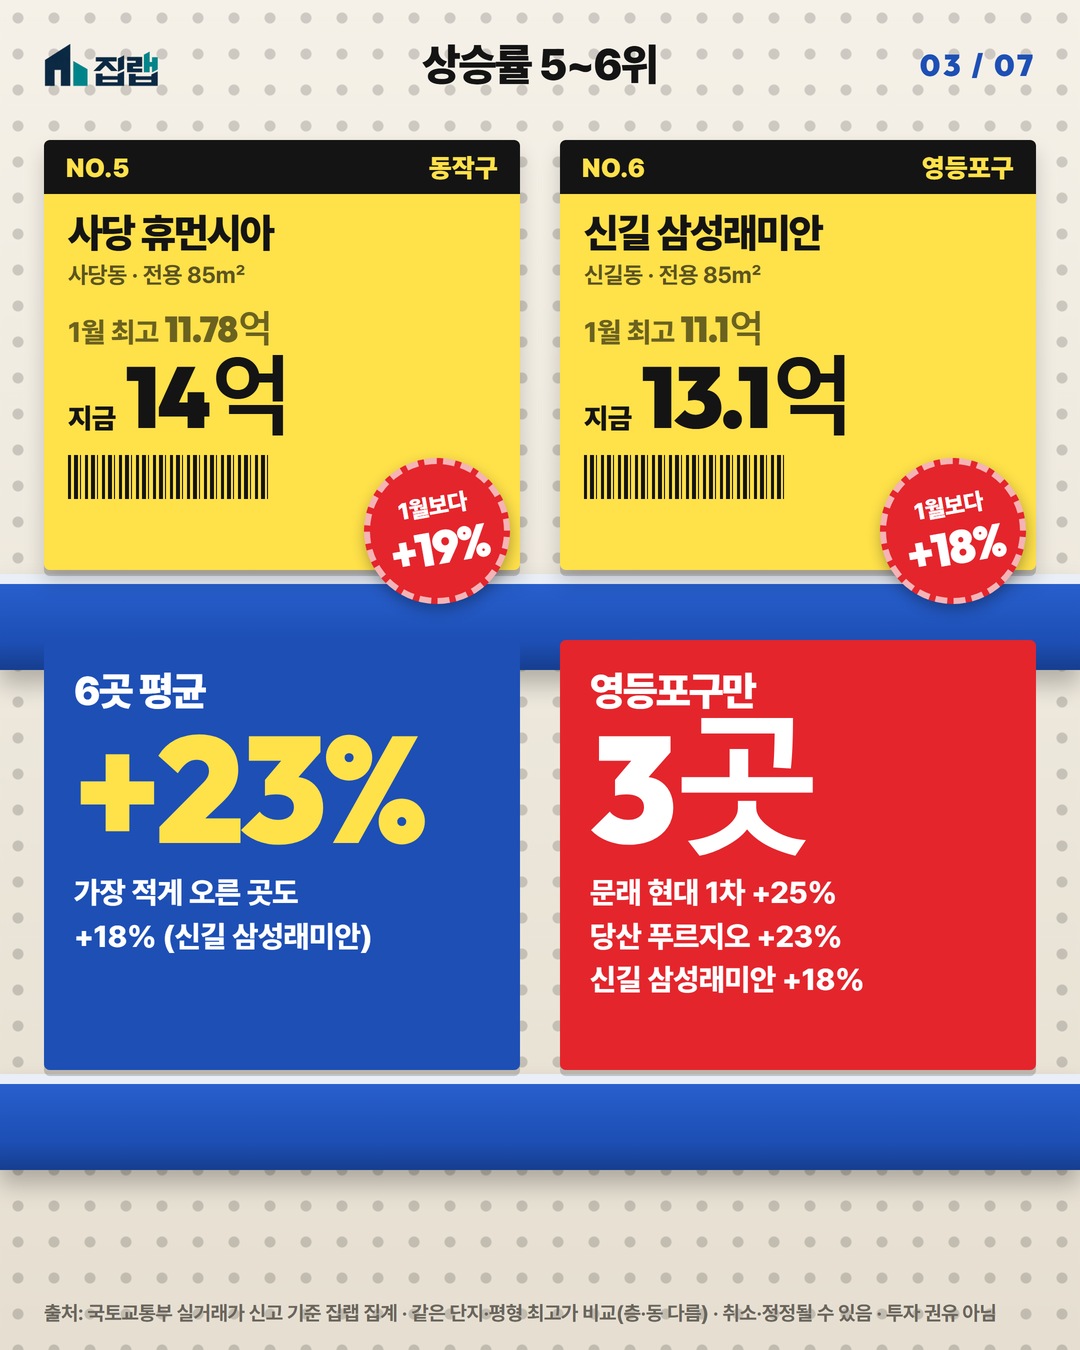 집랩
상승률 5~6위
03 / 07
NO.5
동작구
사당 휴먼시아
사당동 · 전용 85m²
1월 최고 11.78억
지금 14억
1월보다
+19%
NO.6
영등포구
신길 삼성래미안
신길동 · 전용 85m²
1월 최고 11.1억
지금 13.1억
1월보다
+18%
6곳 평균
+23%
가장 적게 오른 곳도
+18% (신길 삼성래미안)
영등포구만
3곳
문래 현대 1차 +25%
당산 푸르지오 +23%
신길 삼성래미안 +18%
출처: 국토교통부 실거래가 신고 기준 집랩 집계 · 같은 단지·평형 최고가 비교(층·동 다름) · 취소·정정될 수 있음 · 투자 권유 아님